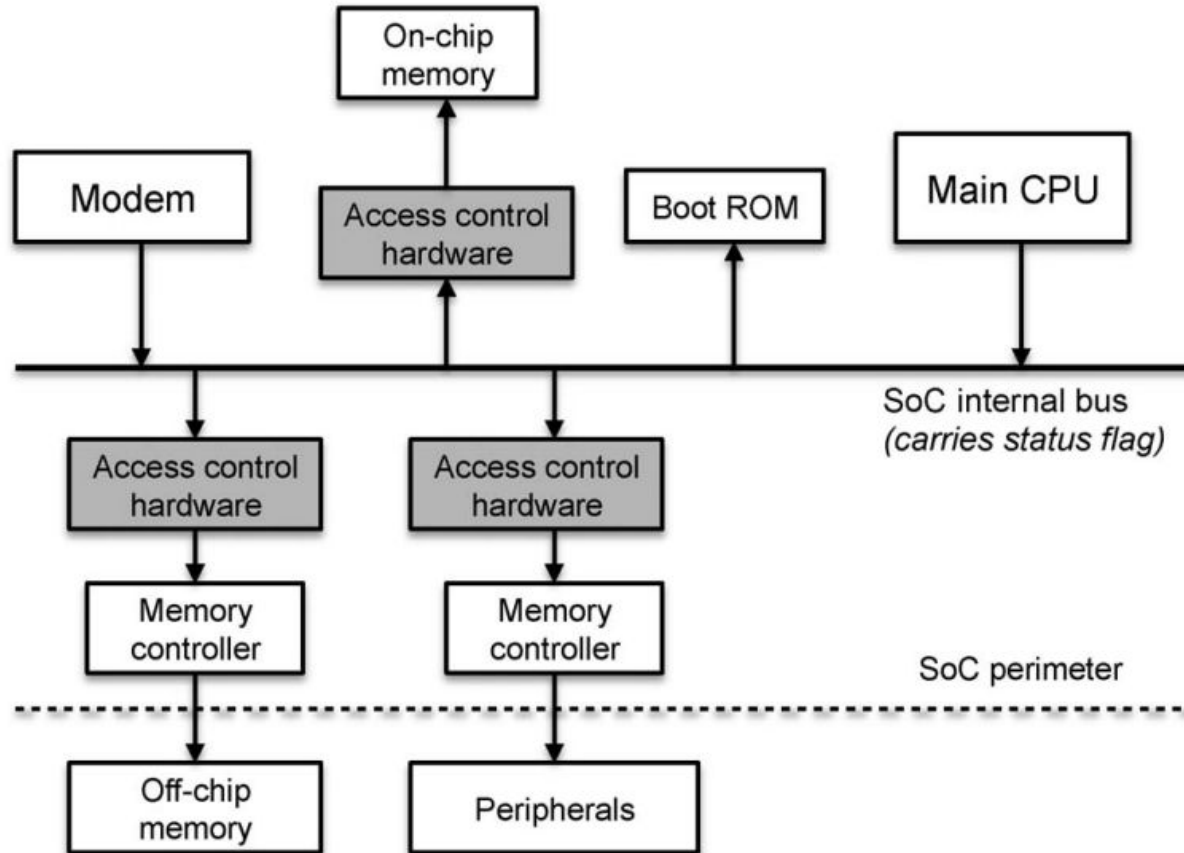 On-chip
memory
Modem
Access control
hardware
Boot ROM
Main CPU
SoC internal bus
(carries status flag)
Access control
hardware
Access control
hardware
Memory
controller
Memory
controller
SoC perimeter
Off-chip
memory
Peripherals